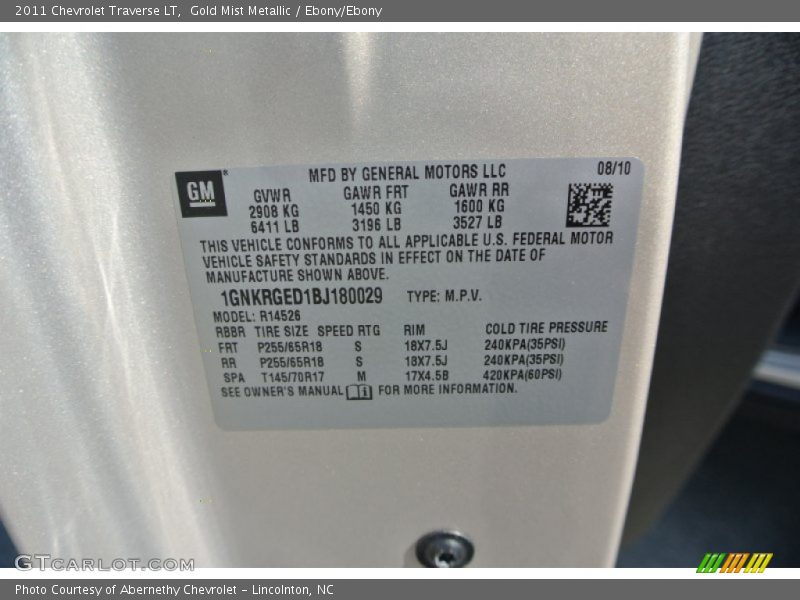 2011 Chevrolet Traverse LT, Gold Mist Metallic / Ebony/Ebony
GM®
MFD BY GENERAL MOTORS LLC 08/10
GVWR GAWR FRT GAWR RR
2908 KG 1450 KG 1600 KG
6411 LB 3196 LB 3527 LB
THIS VEHICLE CONFORMS TO ALL APPLICABLE U.S. FEDERAL MOTOR
VEHICLE SAFETY STANDARDS IN EFFECT ON THE DATE OF
MANUFACTURE SHOWN ABOVE.
1GNKRGED1BJ180029 TYPE: M.P.V.
MODEL: R14526
RBBR TIRE SIZE SPEED RTG RIM COLD TIRE PRESSURE
FRT P255/65R18 S 18X7.5J 240KPA(35PSI)
RR P255/65R18 S 18X7.5J 240KPA(35PSI)
SPA T145/70R17 M 17X4.5B 420KPA(60PSI)
SEE OWNER'S MANUAL FOR MORE INFORMATION.
GTCARLOT.COM
Photo Courtesy of Abernethy Chevrolet – Lincolnton, NC